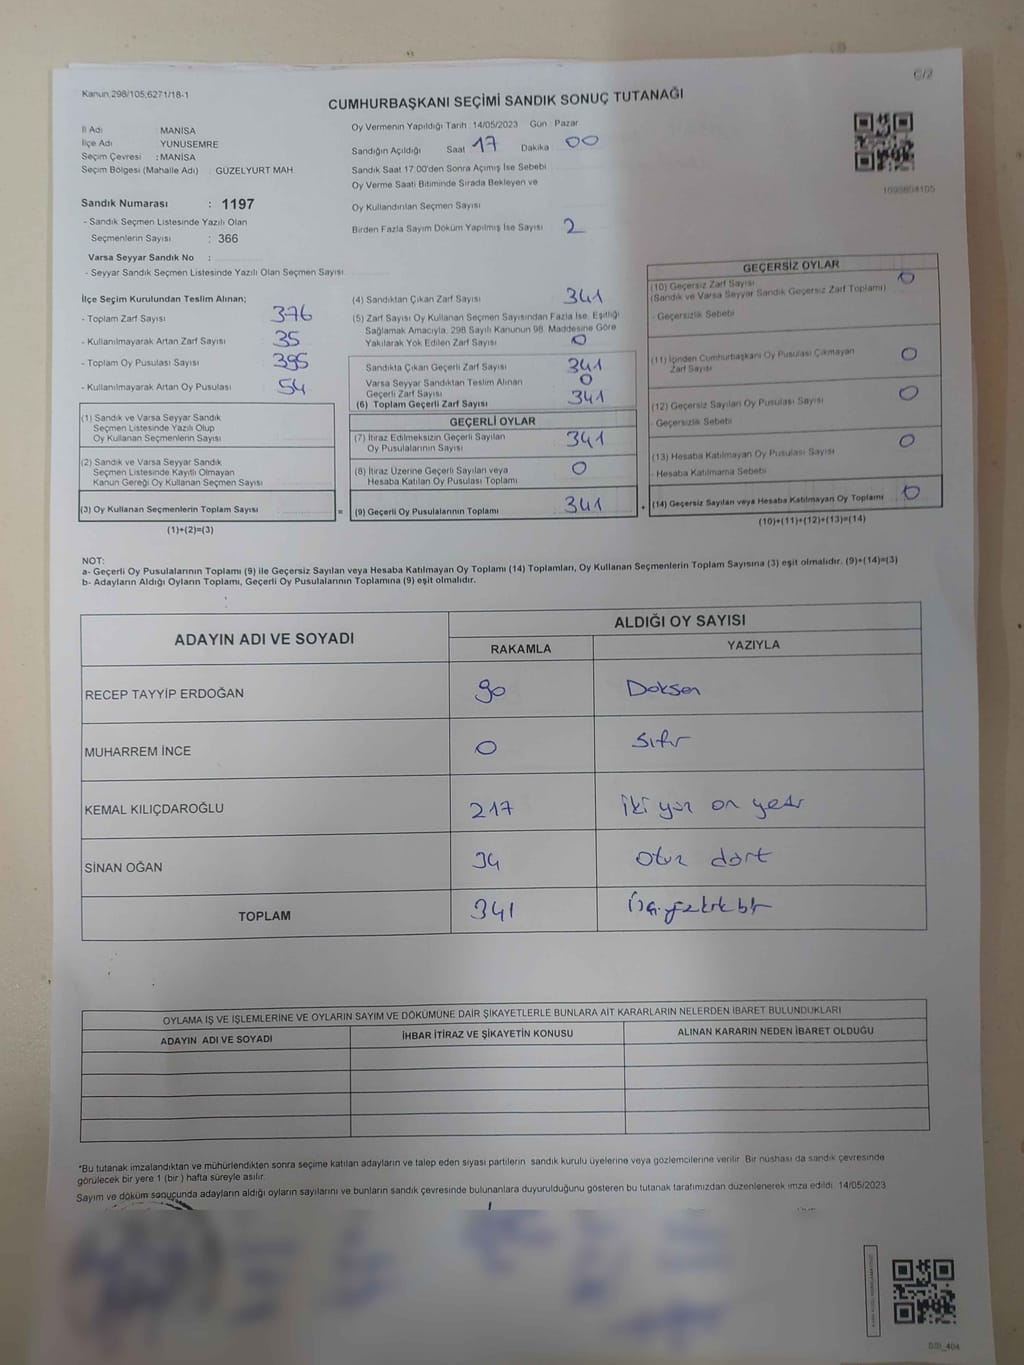 C/2
Kanun.298/105,6271/18-1
CUMHURBAŞKANI SEÇİMİ SANDIK SONUÇ TUTANAĞI
İl Adı : MANİSA
İlçe Adı YUNUSEMRE
Seçim Çevresi : MANİSA
Seçim Bölgesi (Mahalle Adı) : GÜZELYURT MAH
Sandık Numarası : 1197
- Sandık Seçmen Listesinde Yazılı Olan
Seçmenlerin Sayısı : 366
Varsa Seyyar Sandık No :
- Seyyar Sandık Seçmen Listesinde Yazılı Olan Seçmen Sayısı
Oy Vermenin Yapıldığı Tarih : 14/05/2023 Gün : Pazar
Sandığın Açıldığı Saat 17 Dakika 00
Sandık Saat 17.00'den Sonra Açımış İse Sebebi
Oy Verme Saati Bitiminde Sırada Bekleyen ve
Oy Kullandırılan Seçmen Sayısı
Birden Fazla Sayım Döküm Yapılmış İse Sayısı 2
1098804105
İlçe Seçim Kurulundan Teslim Alınan;
- Toplam Zarf Sayısı 376
- Kullanılmayarak Artan Zarf Sayısı 35
- Toplam Oy Pusulası Sayısı 395
- Kullanılmayarak Artan Oy Pusulası 54
(1) Sandık ve Varsa Seyyar Sandık
Seçmen Listesinde Yazılı Olup
Oy Kullanan Seçmenlerin Sayısı
(2) Sandık ve Varsa Seyyar Sandık
Seçmen Listesinde Kayıtlı Olmayan
Kanun Gereği Oy Kullanan Seçmen Sayısı
(3) Oy Kullanan Seçmenlerin Toplam Sayısı =
(1)+(2)=(3)
(4) Sandıktan Çıkan Zarf Sayısı 341
(5) Zarf Sayısı Oy Kullanan Seçmen Sayısından Fazla İse, Eşitliği
Sağlamak Amacıyla, 298 Sayılı Kanunun 98. Maddesine Göre
Yakılarak Yok Edilen Zarf Sayısı 0
Sandıkta Çıkan Geçerli Zarf Sayısı 341
Varsa Seyyar Sandıktan Teslim Alınan
Geçerli Zarf Sayısı 0
(6) Toplam Geçerli Zarf Sayısı 341
GEÇERLİ OYLAR
(7) İtiraz Edilmeksizin Geçerli Sayılan
Oy Pusulalarının Sayısı 341
(8) İtiraz Üzerine Geçerli Sayılan veya
Hesaba Katılan Oy Pusulası Toplamı 0
(9) Geçerli Oy Pusulalarının Toplamı 341 +
GEÇERSİZ OYLAR
(10) Geçersiz Zarf Sayısı 0
(Sandık ve Varsa Seyyar Sandık Geçersiz Zarf Toplamı)
- Geçersizlik Sebebi
(11) İçinden Cumhurbaşkanı Oy Pusulası Çıkmayan 0
Zarf Sayısı
(12) Geçersiz Sayılan Oy Pusulası Sayısı 0
- Geçersizlik Sebebi
(13) Hesaba Katılmayan Oy Pusulası Sayısı 0
- Hesaba Katılmama Sebebi
(14) Geçersiz Sayılan veya Hesaba Katılmayan Oy Toplamı 0
(10)+(11)+(12)+(13)=(14)
NOT:
a- Geçerli Oy Pusulalarının Toplamı (9) ile Geçersiz Sayılan veya Hesaba Katılmayan Oy Toplamı (14) Toplamları, Oy Kullanan Seçmenlerin Toplam Sayısına (3) eşit olmalıdır. (9)+(14)=(3)
b- Adayların Aldığı Oyların Toplamı, Geçerli Oy Pusulalarının Toplamına (9) eşit olmalıdır.
ADAYIN ADI VE SOYADI ALDIĞI OY SAYISI
RAKAMLA YAZIYLA
RECEP TAYYİP ERDOĞAN 90 Doksan
MUHARREM İNCE 0 Sıfır
KEMAL KILIÇDAROĞLU 217 İki yüz on yedi
SİNAN OĞAN 34 Otuz dört
TOPLAM 341 Üçyüzkırkbir
OYLAMA İŞ VE İŞLEMLERİNE VE OYLARIN SAYIM VE DÖKÜMÜNE DAİR ŞİKAYETLERLE BUNLARA AİT KARARLARIN NELERDEN İBARET BULUNDUKLARI
ADAYIN ADI VE SOYADI İHBAR İTİRAZ VE ŞİKAYETİN KONUSU ALINAN KARARIN NEDEN İBARET OLDUĞU
*Bu tutanak imzalandıktan ve mühürlendikten sonra seçime katılan adayların ve talep eden siyasi partilerin sandık kurulu üyelerine veya gözlemcilerine verilir. Bir nüshası da sandık çevresinde
görülecek bir yere 1 (bir ) hafta süreyle asılır.
Sayım ve döküm sonucunda adayların aldığı oyların sayılarını ve bunların sandık çevresinde bulunanlara duyurulduğunu gösteren bu tutanak tarafımızdan düzenlenerek imza edildi. 14/05/2023